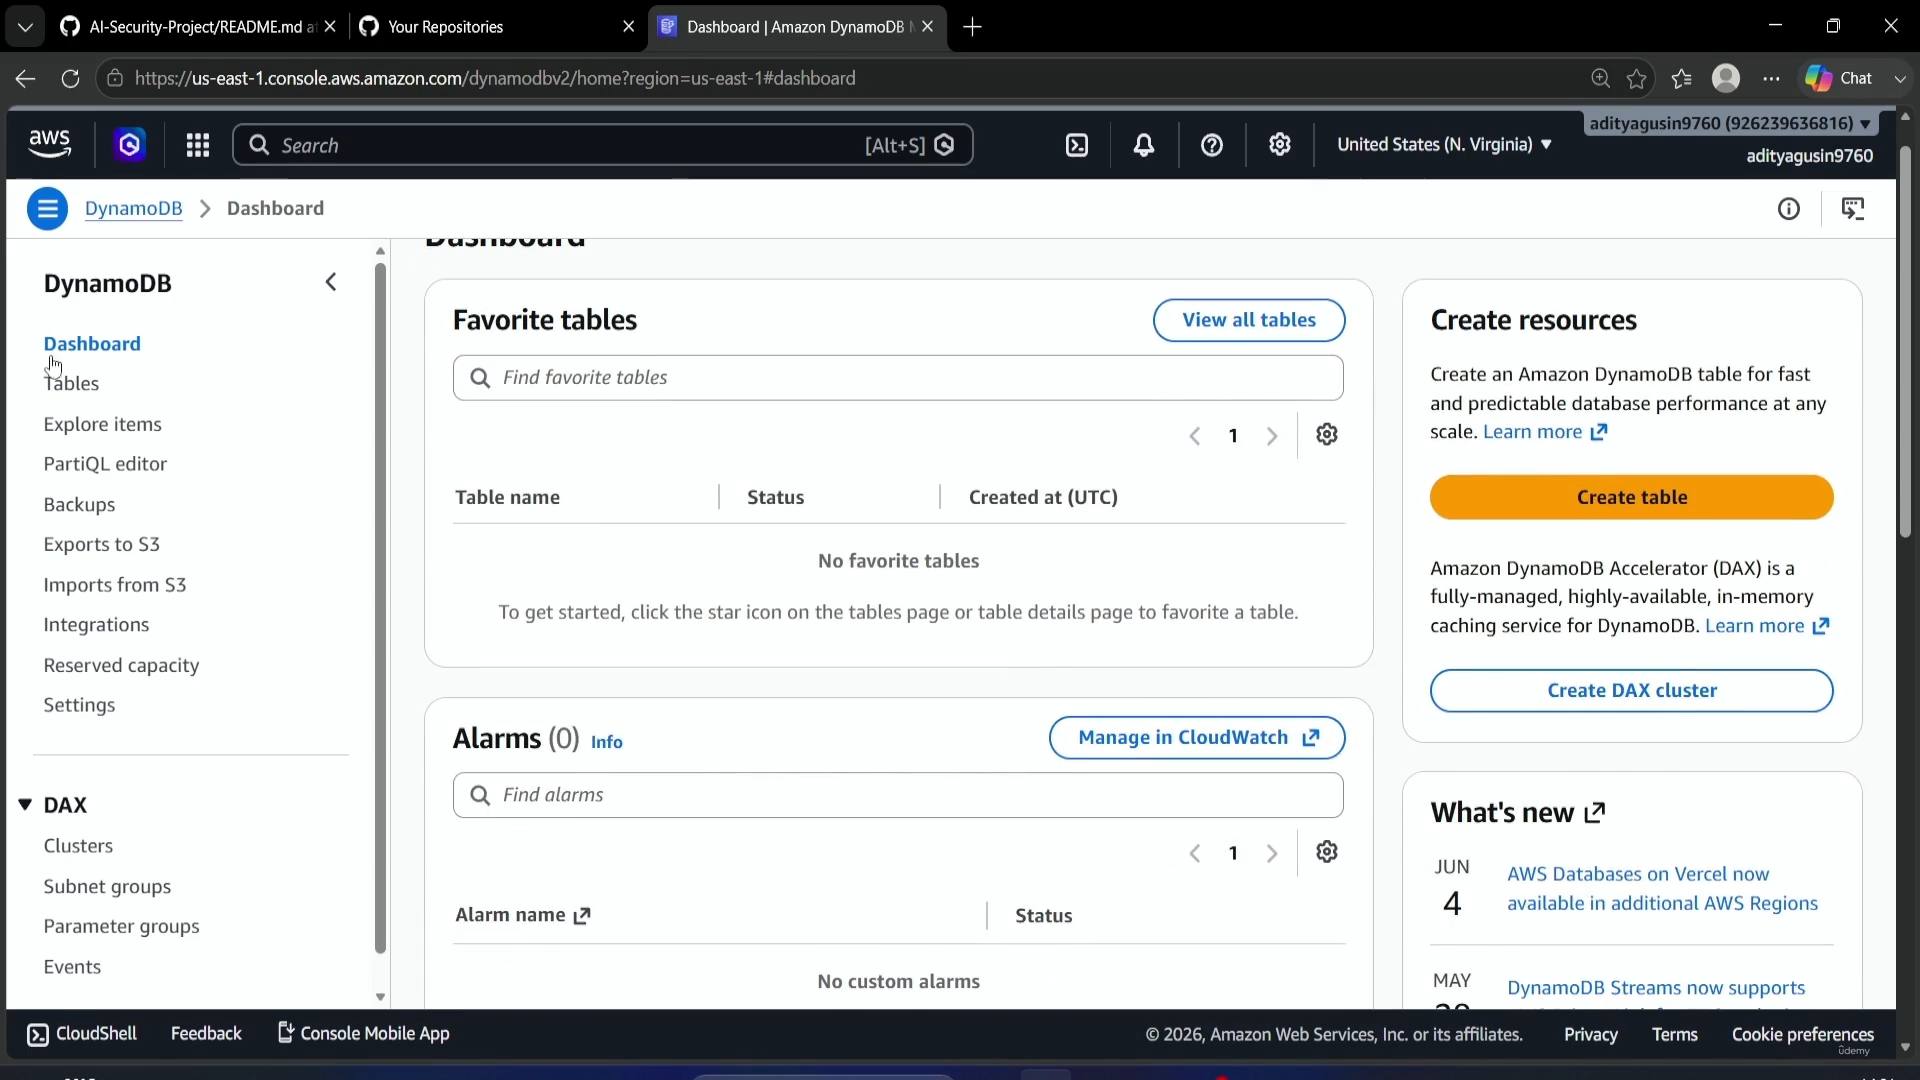 AI-Security-Project/README.md a
Your Repositories
Dashboard | Amazon DynamoDB
https://us-east-1.console.aws.amazon.com/dynamodbv2/home?region=us-east-1#dashboard
Chat
aws
Search
[Alt+S]
United States (N. Virginia) ▼
adityagusin9760 (926239636816) ▼
adityagusin9760
DynamoDB > Dashboard
Dashboard
DynamoDB
Dashboard
Tables
Explore items
PartiQL editor
Backups
Exports to S3
Imports from S3
Integrations
Reserved capacity
Settings
▼ DAX
Clusters
Subnet groups
Parameter groups
Events
Favorite tables
View all tables
Find favorite tables
1
Table name
Status
Created at (UTC)
No favorite tables
To get started, click the star icon on the tables page or table details page to favorite a table.
Alarms (0) Info
Manage in CloudWatch
Find alarms
1
Alarm name
Status
No custom alarms
Create resources
Create an Amazon DynamoDB table for fast
and predictable database performance at any
scale. Learn more
Create table
Amazon DynamoDB Accelerator (DAX) is a
fully-managed, highly-available, in-memory
caching service for DynamoDB. Learn more
Create DAX cluster
What's new
JUN
4
AWS Databases on Vercel now
available in additional AWS Regions
MAY
DynamoDB Streams now supports
CloudShell
Feedback
Console Mobile App
© 2026, Amazon Web Services, Inc. or its affiliates.
Privacy
Terms
Cookie preferences
ûdemy